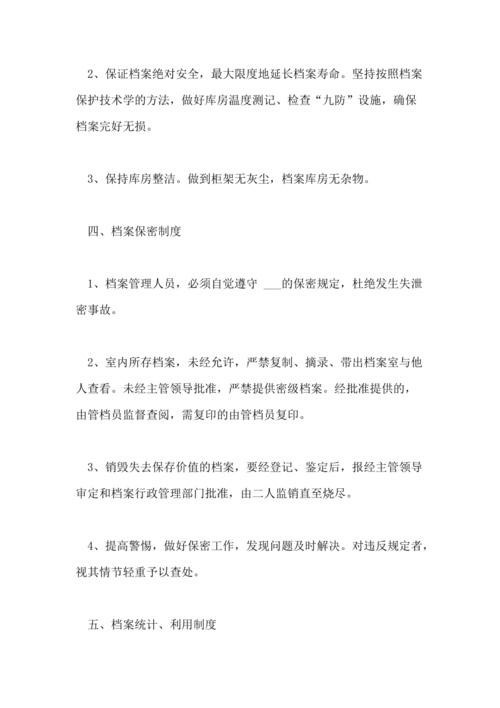 2、保证档案绝对安全，最大限度地延长档案寿命。坚持按照档案
保护技术学的方法，做好库房温度测记、检查“九防”设施，确保
档案完好无损。
3、保持库房整洁。做到柜架无灰尘，档案库房无杂物。
四、档案保密制度
1、档案管理人员，必须自觉遵守 ___的保密规定，杜绝发生失泄
密事故。
2、室内所存档案，未经允许，严禁复制、摘录、带出档案室与他
人查看。未经主管领导批准，严禁提供密级档案。经批准提供的，
由管档员监督查阅，需复印的由管档员复印。
3、销毁失去保存价值的档案，要经登记、鉴定后，报经主管领导
审定和档案行政管理部门批准，由二人监销直至烧尽。
4、提高警惕，做好保密工作，发现问题及时解决。对违反规定者，
视其情节轻重予以查处。
五、档案统计、利用制度